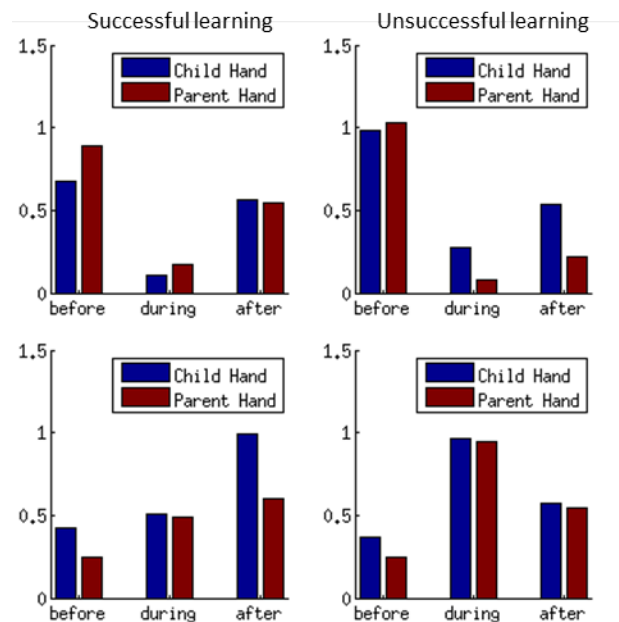 Successful learning
Unsuccessful learning
1.5
1
0.5
0
Child Hand
Parent Hand
before during after
1.5
1
0.5
0
Child Hand
Parent Hand
before during after
1.5
1
0.5
0
Child Hand
Parent Hand
before during after
1.5
1
0.5
0
Child Hand
Parent Hand
before during after